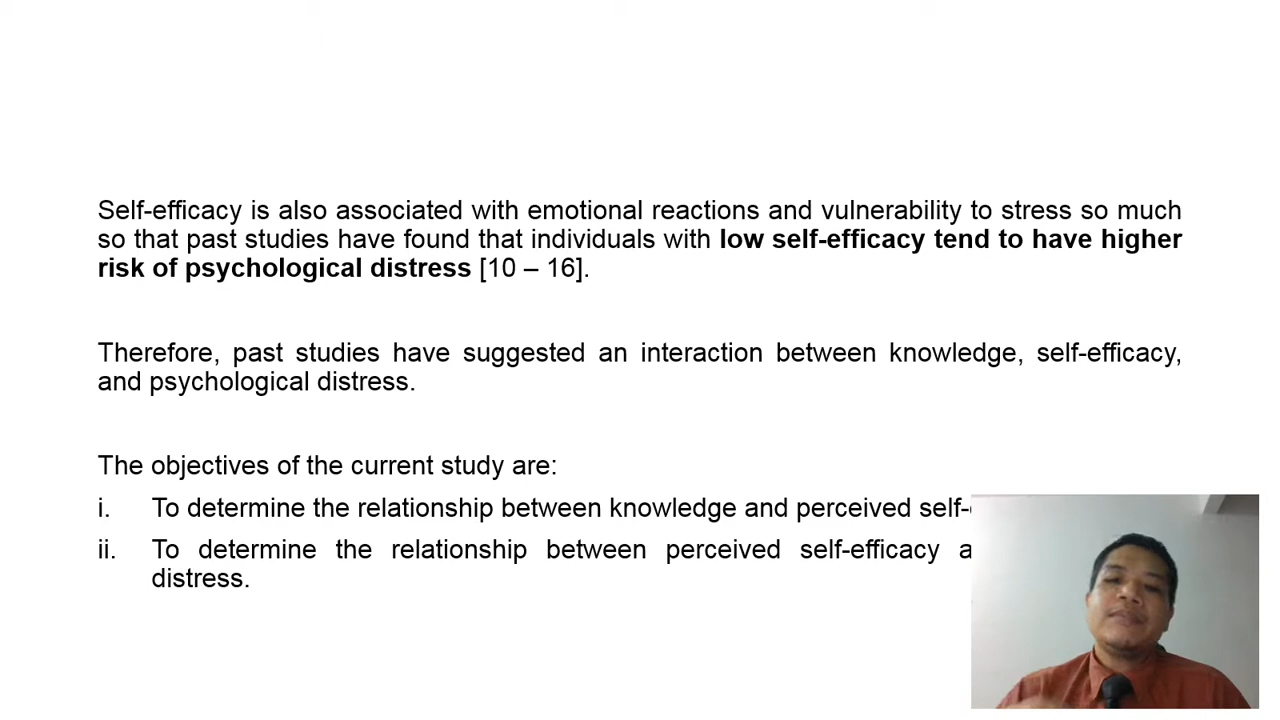 Self-efficacy is also associated with emotional reactions and vulnerability to stress so much
so that past studies have found that individuals with low self-efficacy tend to have higher
risk of psychological distress [10 – 16].
Therefore, past studies have suggested an interaction between knowledge, self-efficacy,
and psychological distress.
The objectives of the current study are:
i. To determine the relationship between knowledge and perceived self-
ii. To determine the relationship between perceived self-efficacy
distress.